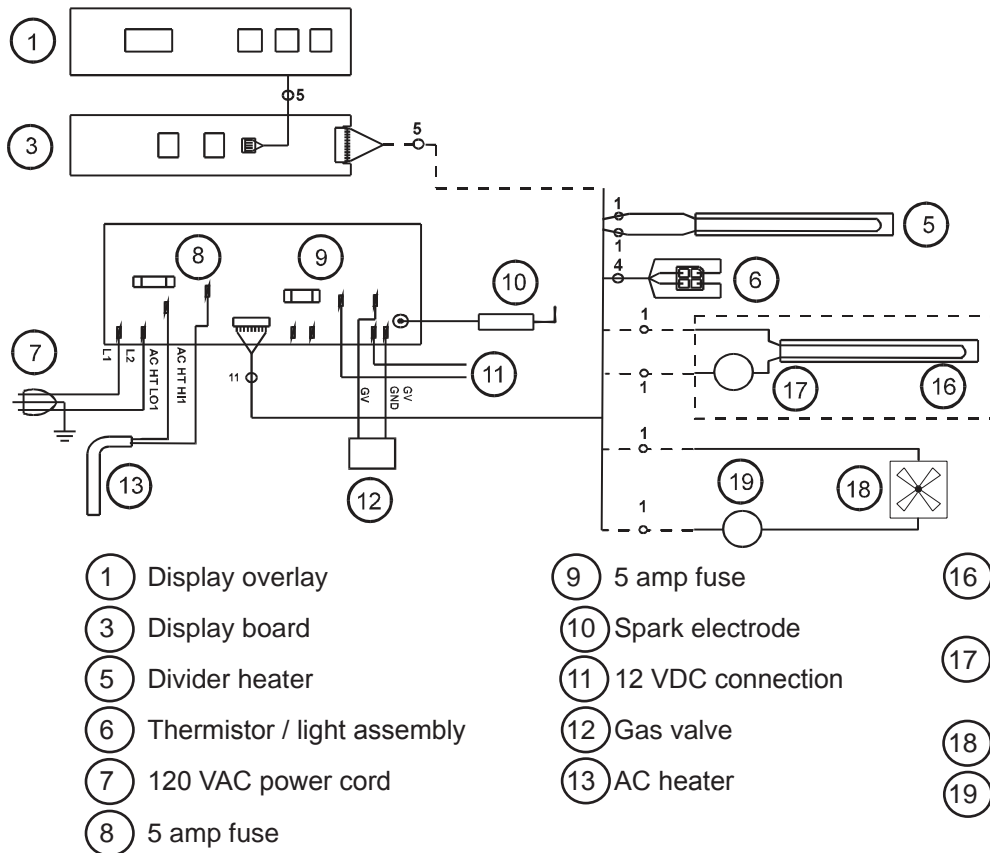 1
5
3
5
1
1
5
4
6
8
9
10
7
L1
L2
AC HT LO1
AC HT HI1
11
GV
GV
GND
11
13
12
1
1
17
16
1
19
18
1
1 Display overlay
3 Display board
5 Divider heater
6 Thermistor / light assembly
7 120 VAC power cord
8 5 amp fuse
9 5 amp fuse
10 Spark electrode
11 12 VDC connection
12 Gas valve
13 AC heater
16
17
18
19